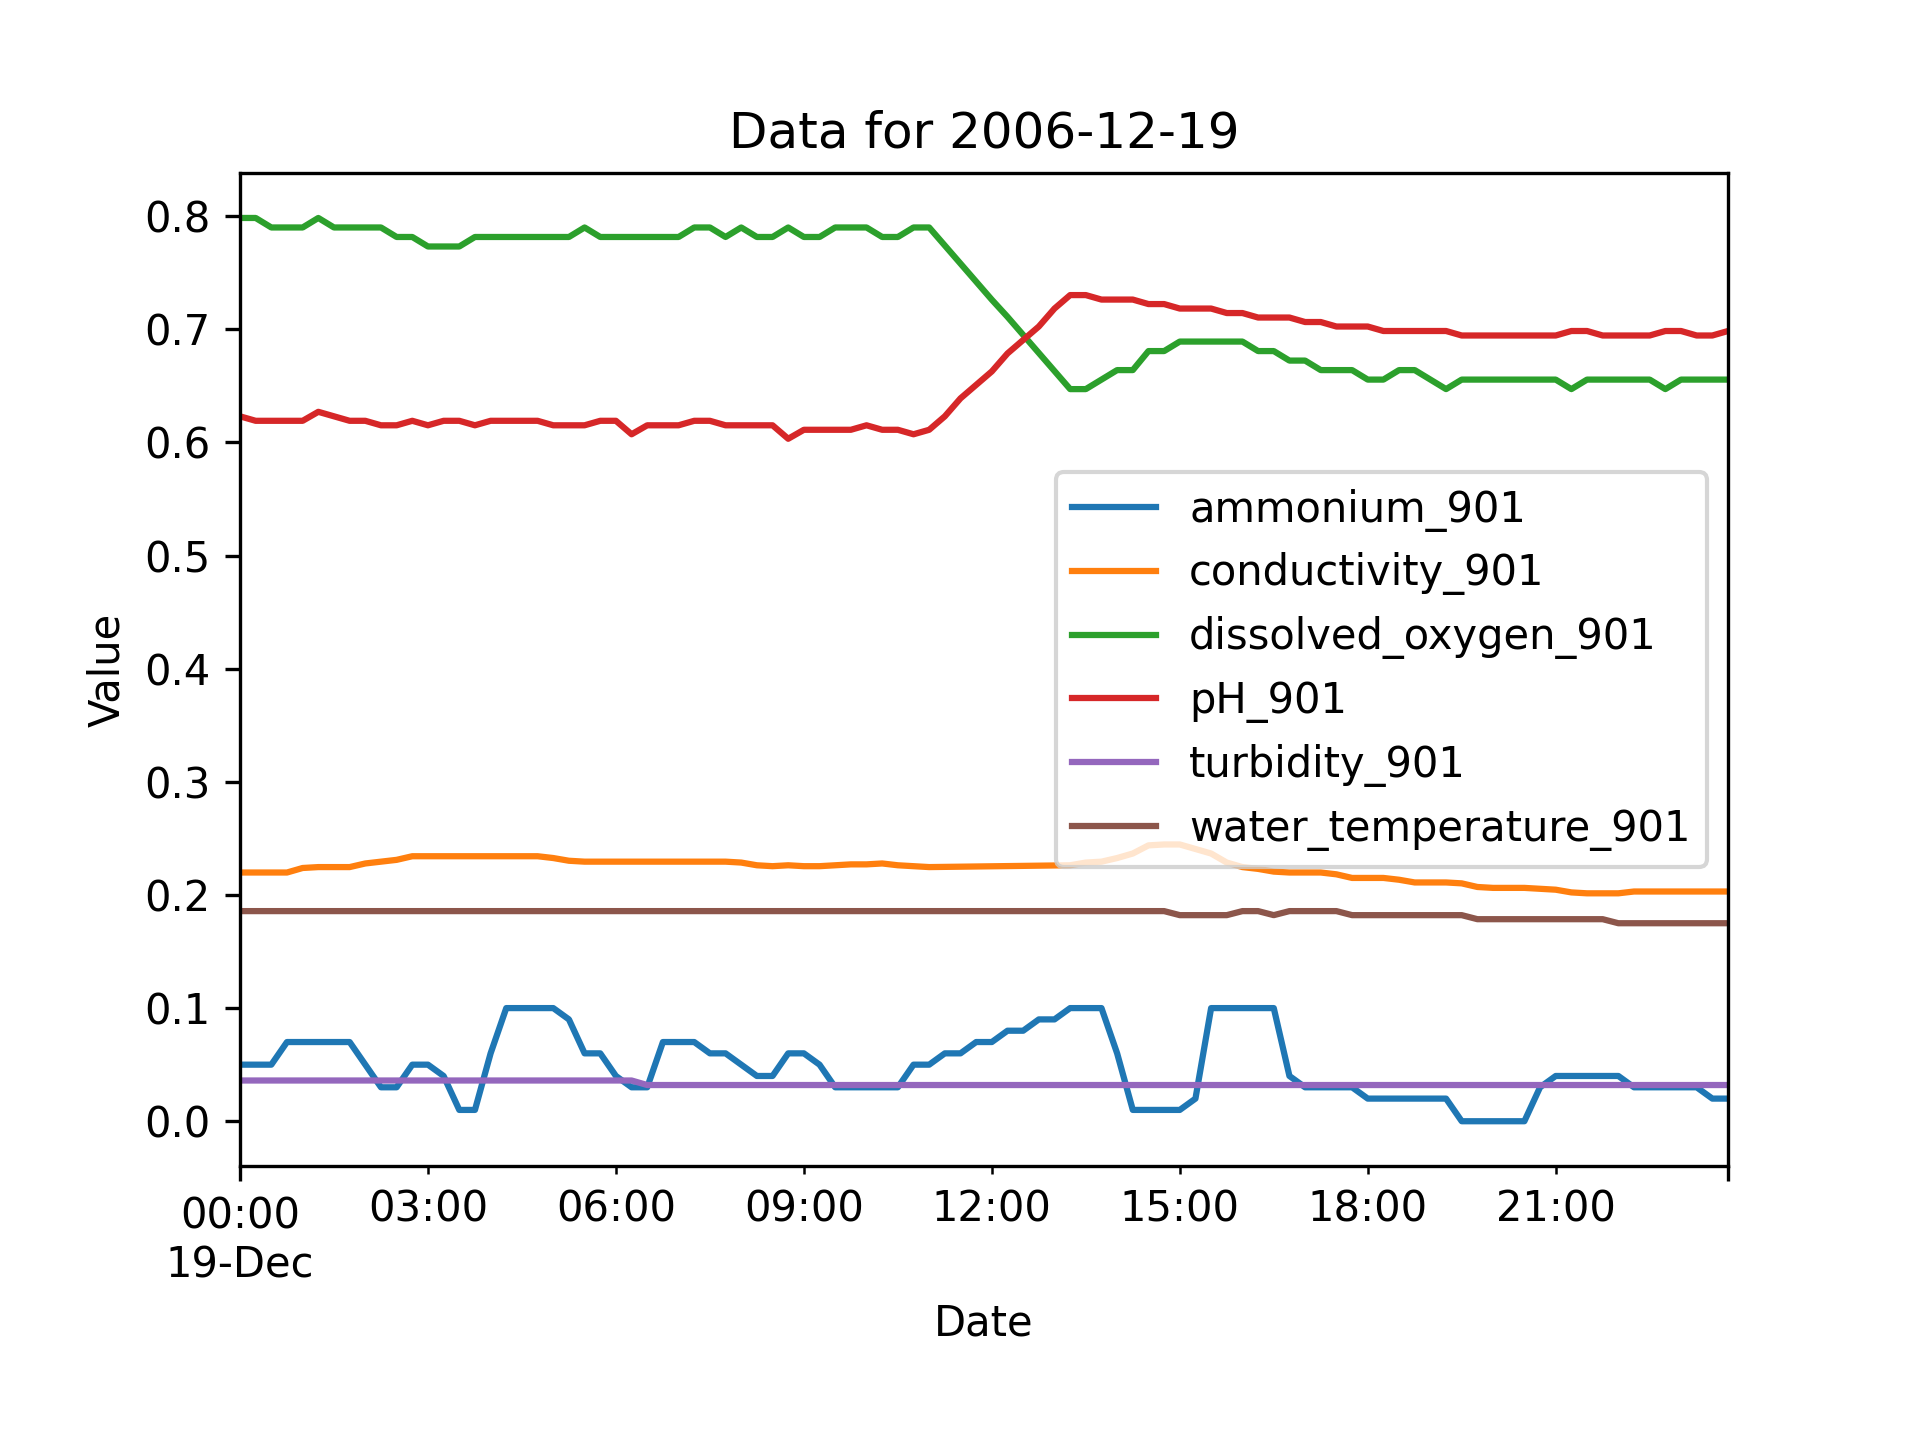 Data for 2006-12-19
0.8
0.7
0.6
0.5
0.4
0.3
0.2
0.1
0.0
Value
ammonium_901
conductivity_901
dissolved_oxygen_901
pH_901
turbidity_901
water_temperature_901
00:00 03:00 06:00 09:00 12:00 15:00 18:00 21:00
19-Dec
Date